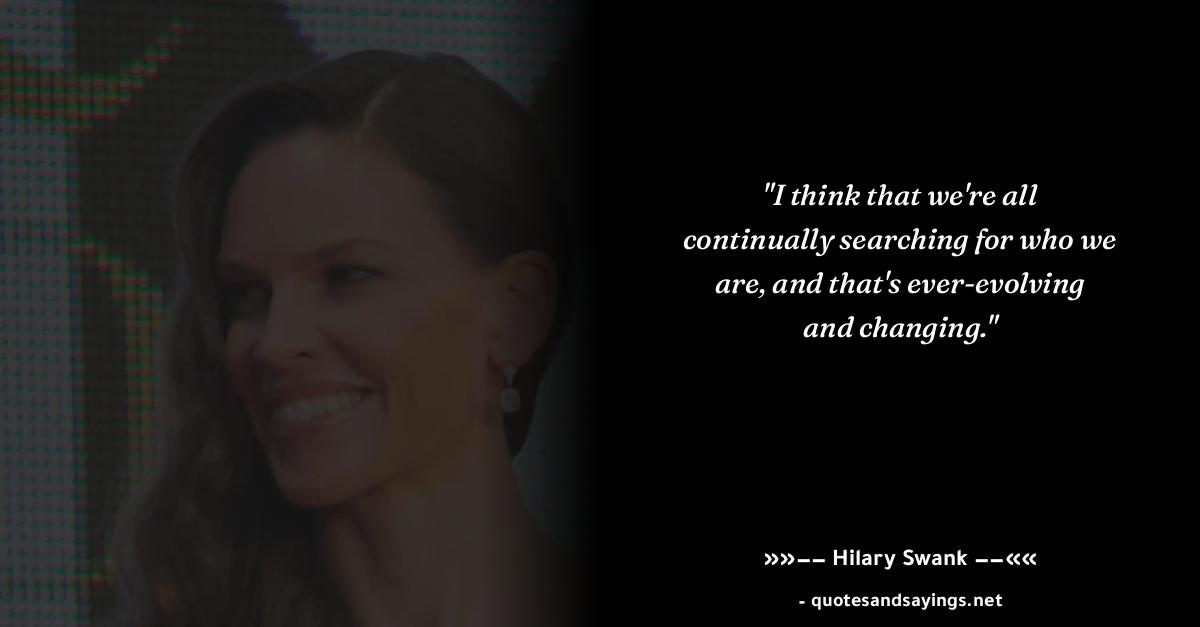 "I think that we're all
continually searching for who we
are, and that's ever-evolving
and changing."
»»–– Hilary Swank ––««
- quotesandsayings.net